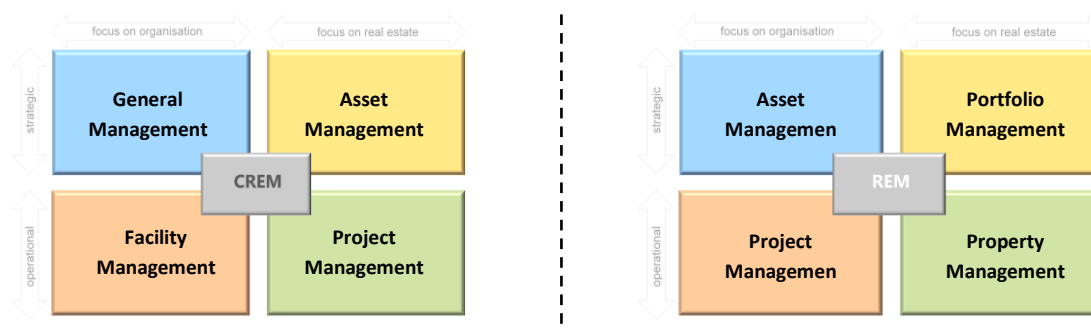 focus on organisation
focus on real estate
strategic
General
Management
Asset
Management
CREM
operational
Facility
Management
Project
Management
focus on organisation
focus on real estate
strategic
Asset
Managemen
Portfolio
Management
REM
operational
Project
Managemen
Property
Management